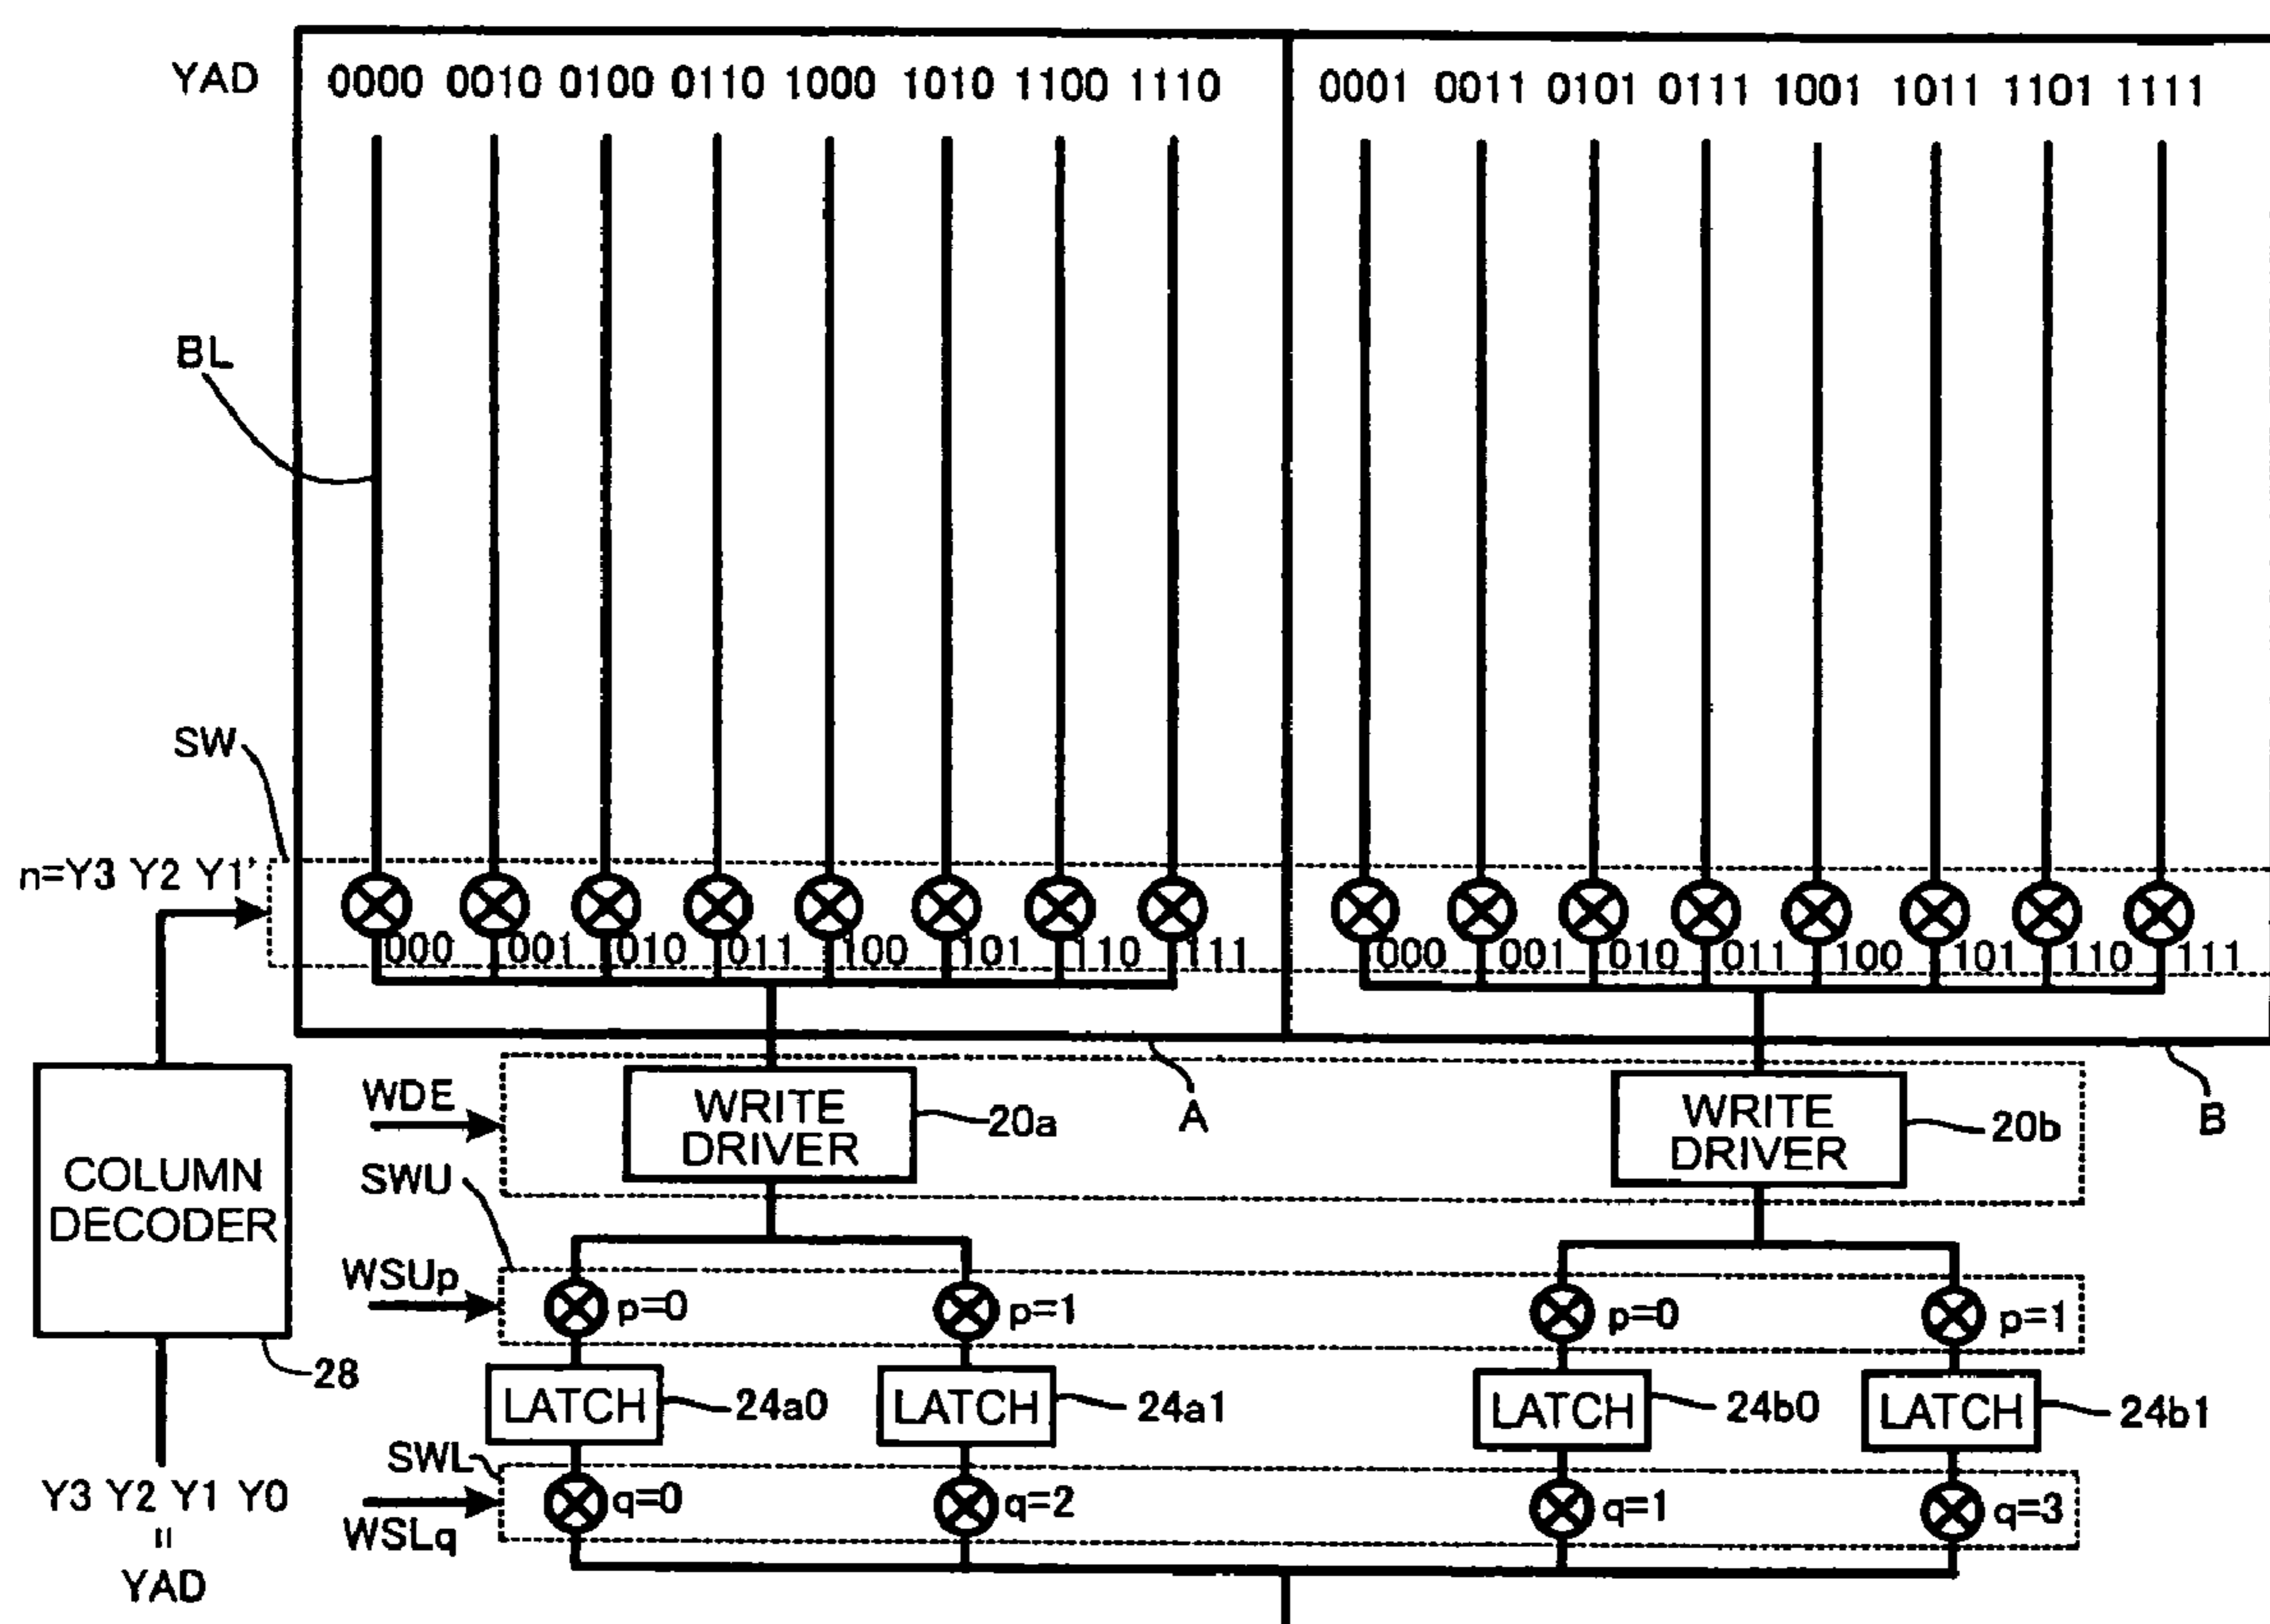 YAD 0000 0010 0100 0110 1000 1010 1100 1110 0001 0011 0101 0111 1001 1011 1101 1111
BL
SW
n=Y3 Y2 Y1'
000 001 010 011 100 101 110 111 000 001 010 011 100 101 110 111
WDE
WRITE
DRIVER
20a
A
WRITE
DRIVER
20b
B
COLUMN
DECODER
28
SWU
WSUp
p=0
p=1
p=0
p=1
LATCH
24a0
LATCH
24a1
LATCH
24b0
LATCH
24b1
SWL
WSLq
q=0
q=2
q=1
q=3
Y3 Y2 Y1 Y0
=
YAD